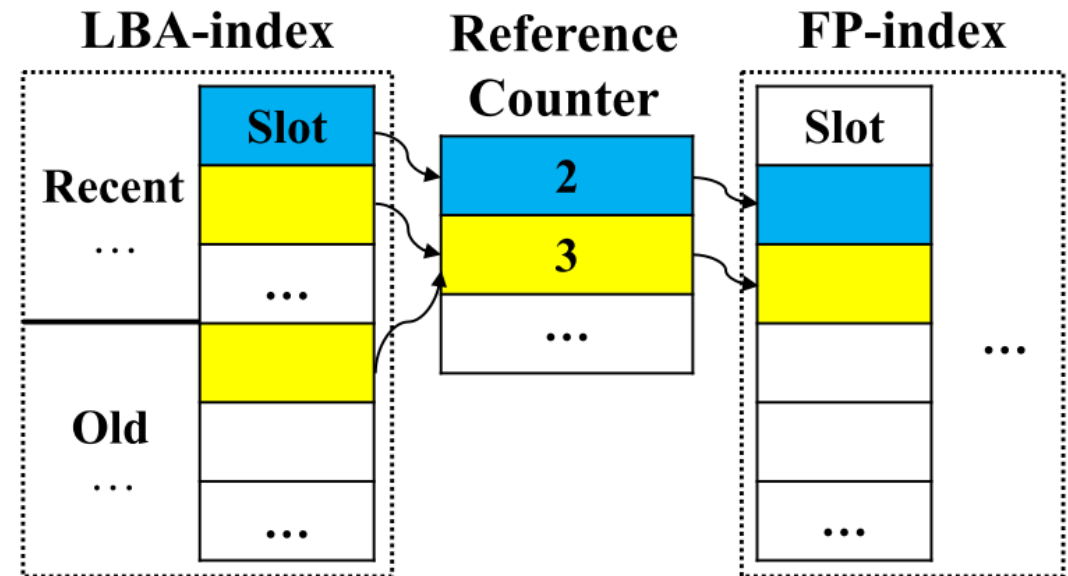 LBA-index
Reference
Counter
FP-index
Slot
Recent
...
...
Old
...
...
2
3
...
Slot
...
...